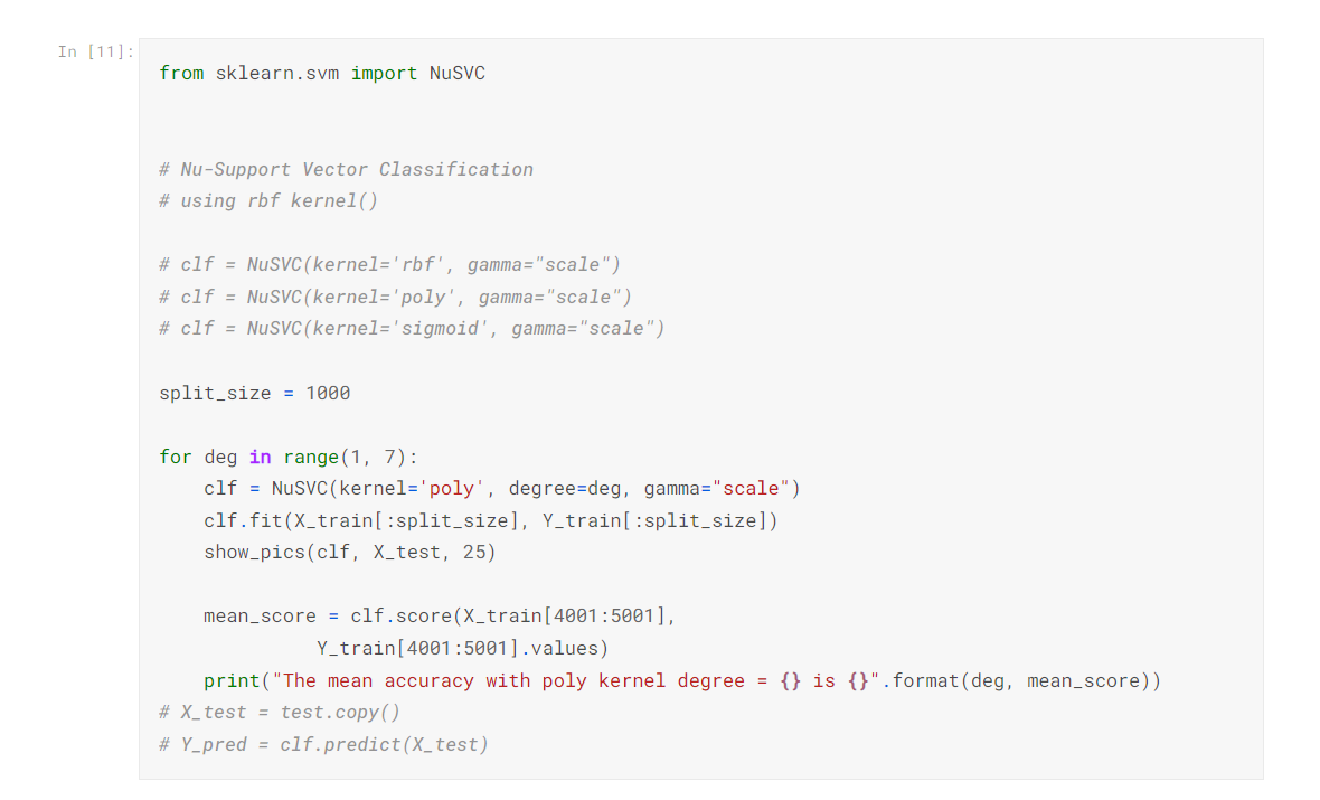 In [11]:
from sklearn.svm import NuSVC
# Nu-Support Vector Classification
# using rbf kernel()
# clf = NuSVC(kernel='rbf', gamma="scale")
# clf = NuSVC(kernel='poly', gamma="scale")
# clf = NuSVC(kernel='sigmoid', gamma="scale")
split_size = 1000
for deg in range(1, 7):
    clf = NuSVC(kernel='poly', degree=deg, gamma="scale")
    clf.fit(X_train[:split_size], Y_train[:split_size])
    show_pics(clf, X_test, 25)
    mean_score = clf.score(X_train[4001:5001],
              Y_train[4001:5001].values)
    print("The mean accuracy with poly kernel degree = {} is {}".format(deg, mean_score))
# X_test = test.copy()
# Y_pred = clf.predict(X_test)